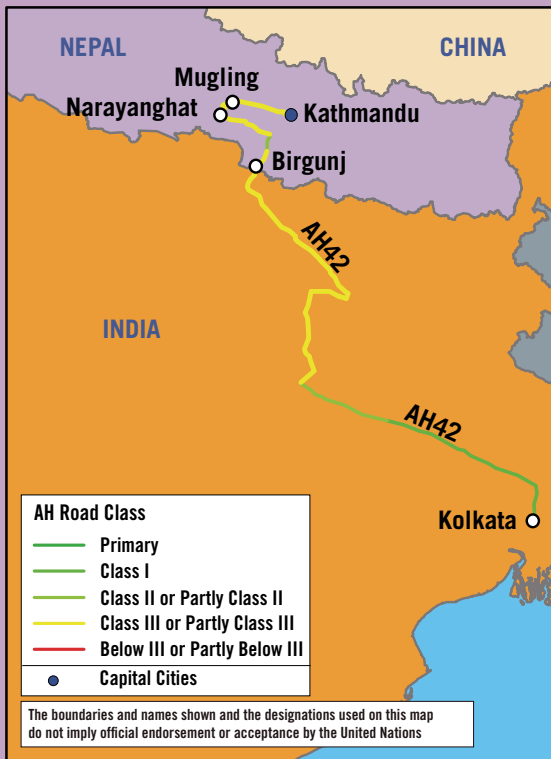 NEPAL
CHINA
Mugling
Narayanghat
Kathmandu
Birgunj
AH42
INDIA
AH42
Kolkata
AH Road Class
Primary
Class I
Class II or Partly Class II
Class III or Partly Class III
Below III or Partly Below III
Capital Cities
The boundaries and names shown and the designations used on this map
do not imply official endorsement or acceptance by the United Nations